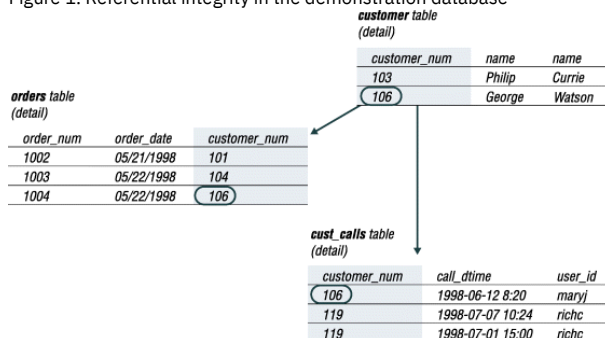 Figure 1. Referential integrity in the demonstration database
customer table
(detail)
customer_num name name
103 Philip Currie
106 George Watson
orders table
(detail)
order_num order_date customer_num
1002 05/21/1998 101
1003 05/22/1998 104
1004 05/22/1998 106
cust_calls table
(detail)
customer_num call_dtime user_id
106 1998-06-12 8:20 maryj
119 1998-07-07 10:24 richc
119 1998-07-01 15:00 richc